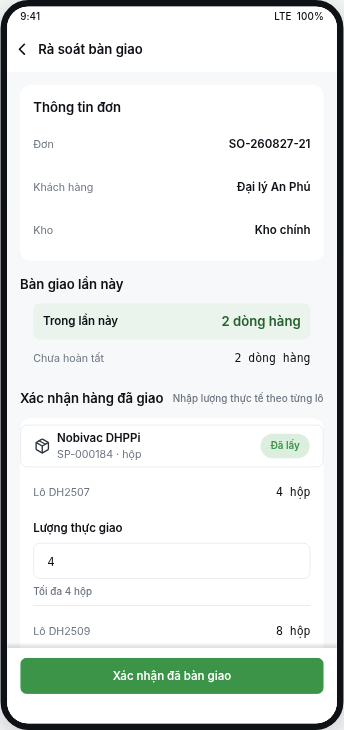 9:41 LTE 100%
Rà soát bàn giao
Thông tin đơn
Đơn SO-260827-21
Khách hàng Đại lý An Phú
Kho Kho chính
Bàn giao lần này
Trong lần này 2 dòng hàng
Chưa hoàn tất 2 dòng hàng
Xác nhận hàng đã giao Nhập lượng thực tế theo từng lô
Nobivac DHPPi
SP-000184 · hộp
Đã lấy
Lô DH2507 4 hộp
Lượng thực giao
4
Tối đa 4 hộp
Lô DH2509 8 hộp
Xác nhận đã bàn giao